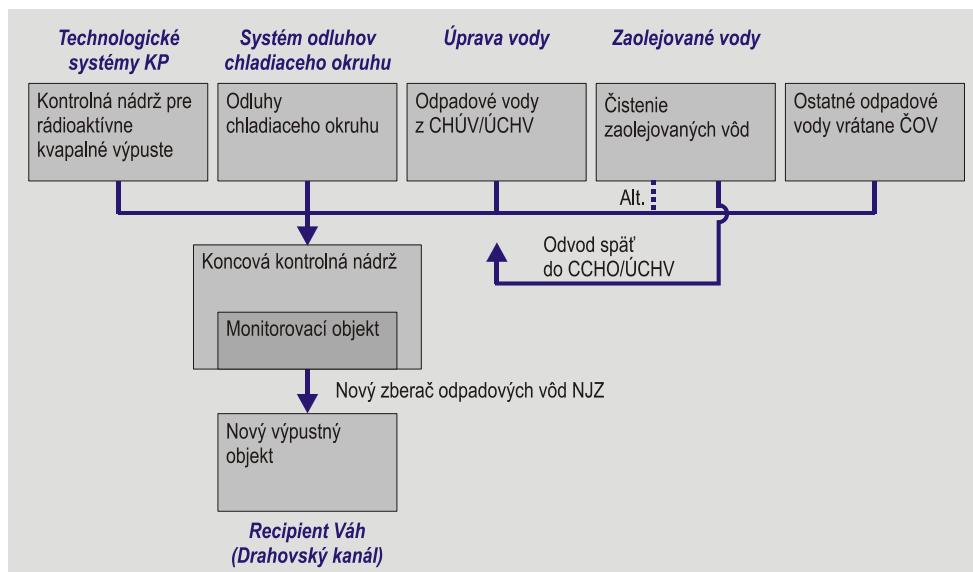 Technologické
systémy KP
Systém odluhov
chladiaceho okruhu
Úprava vody
Zaolejované vody
Kontrolná nádrž pre
rádioaktívne
kvapalné výpuste
Odluhy
chladiaceho okruhu
Odpadové vody
z CHÚV/ÚCHV
Čistenie
zaolejovaných vôd
Ostatné odpadové
vody vrátane ČOV
Alt.
Odvod späť
do CCHO/ÚCHV
Koncová kontrolná nádrž
Monitorovací objekt
Nový zberač odpadových vôd NJZ
Nový výpustný
objekt
Recipient Váh
(Drahovský kanál)